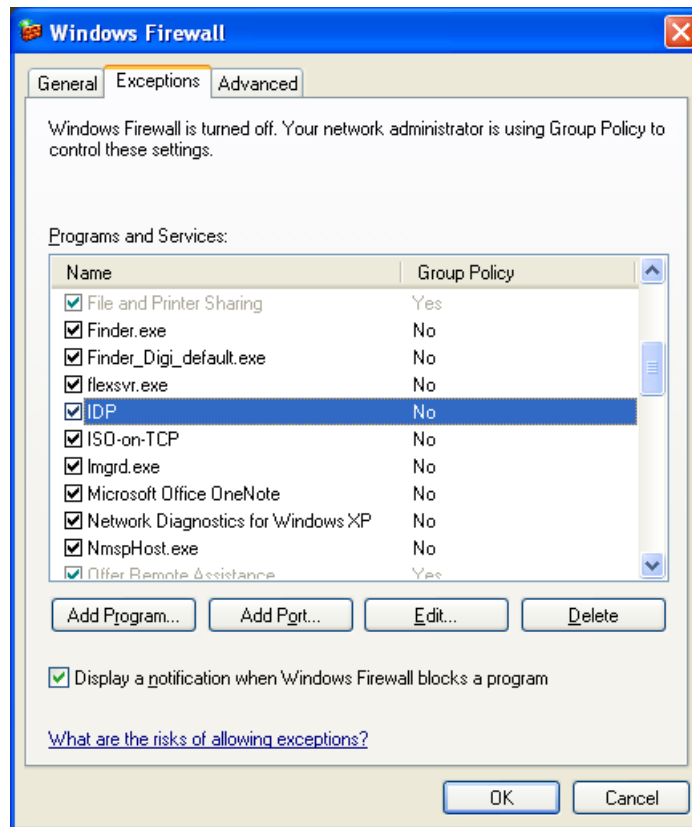 Windows Firewall
General Exceptions Advanced
Windows Firewall is turned off. Your network administrator is using Group Policy to
control these settings.
Programs and Services:
Name Group Policy
File and Printer Sharing Yes
Finder.exe No
Finder_Digi_default.exe No
flexsvr.exe No
IDP No
ISO-on-TCP No
lmgrd.exe No
Microsoft Office OneNote No
Network Diagnostics for Windows XP No
NmspHost.exe No
Offer Remote Assistance Yes
Add Program... Add Port... Edit... Delete
Display a notification when Windows Firewall blocks a program
What are the risks of allowing exceptions?
OK Cancel